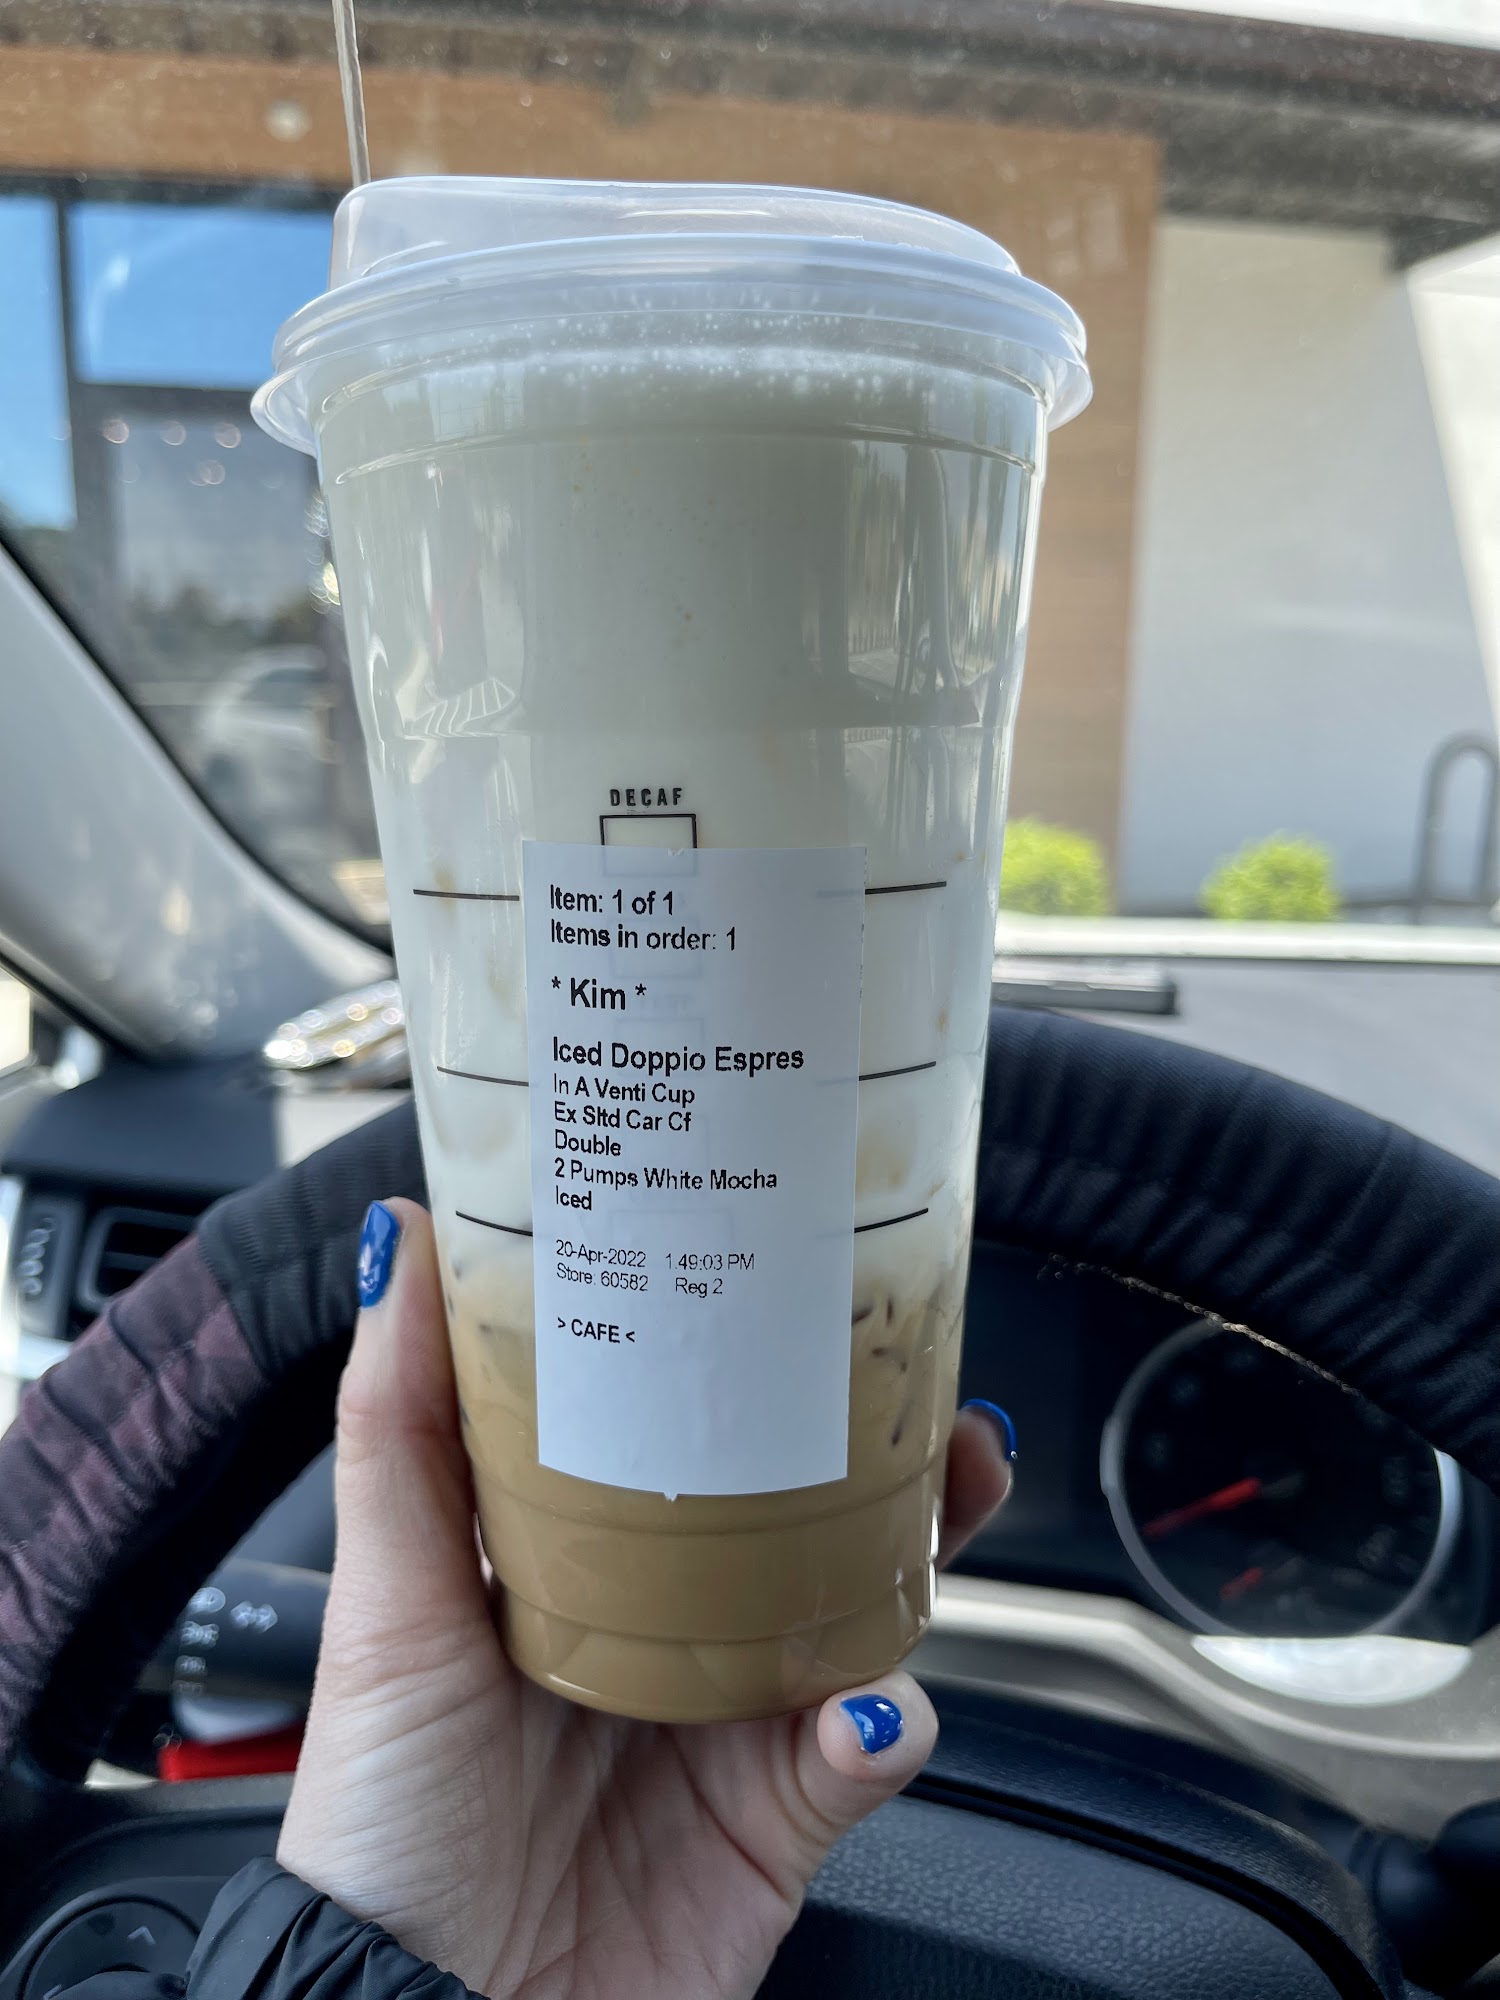 DECAF
Item: 1 of 1
Items in order: 1
* Kim *
Iced Doppio Espres
In A Venti Cup
Ex Sltd Car Cf
Double
2 Pumps White Mocha
Iced
20-Apr-2022 1:49:03 PM
Store: 60582 Reg 2
> CAFE <